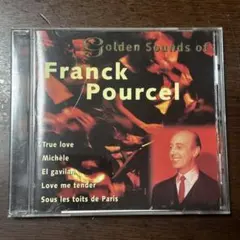 Golden Sounds of
Franck
Pourcel
True love
Michèle
El gavilan
Love me tender
Sous les toits de Paris